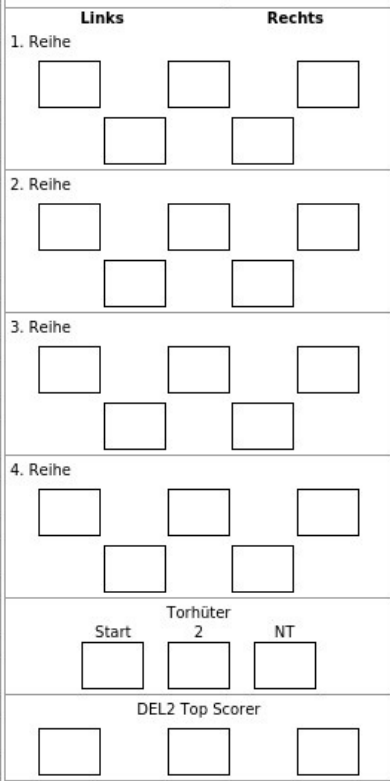 Links Rechts
1. Reihe
2. Reihe
3. Reihe
4. Reihe
Torhüter
Start 2 NT
DEL2 Top Scorer